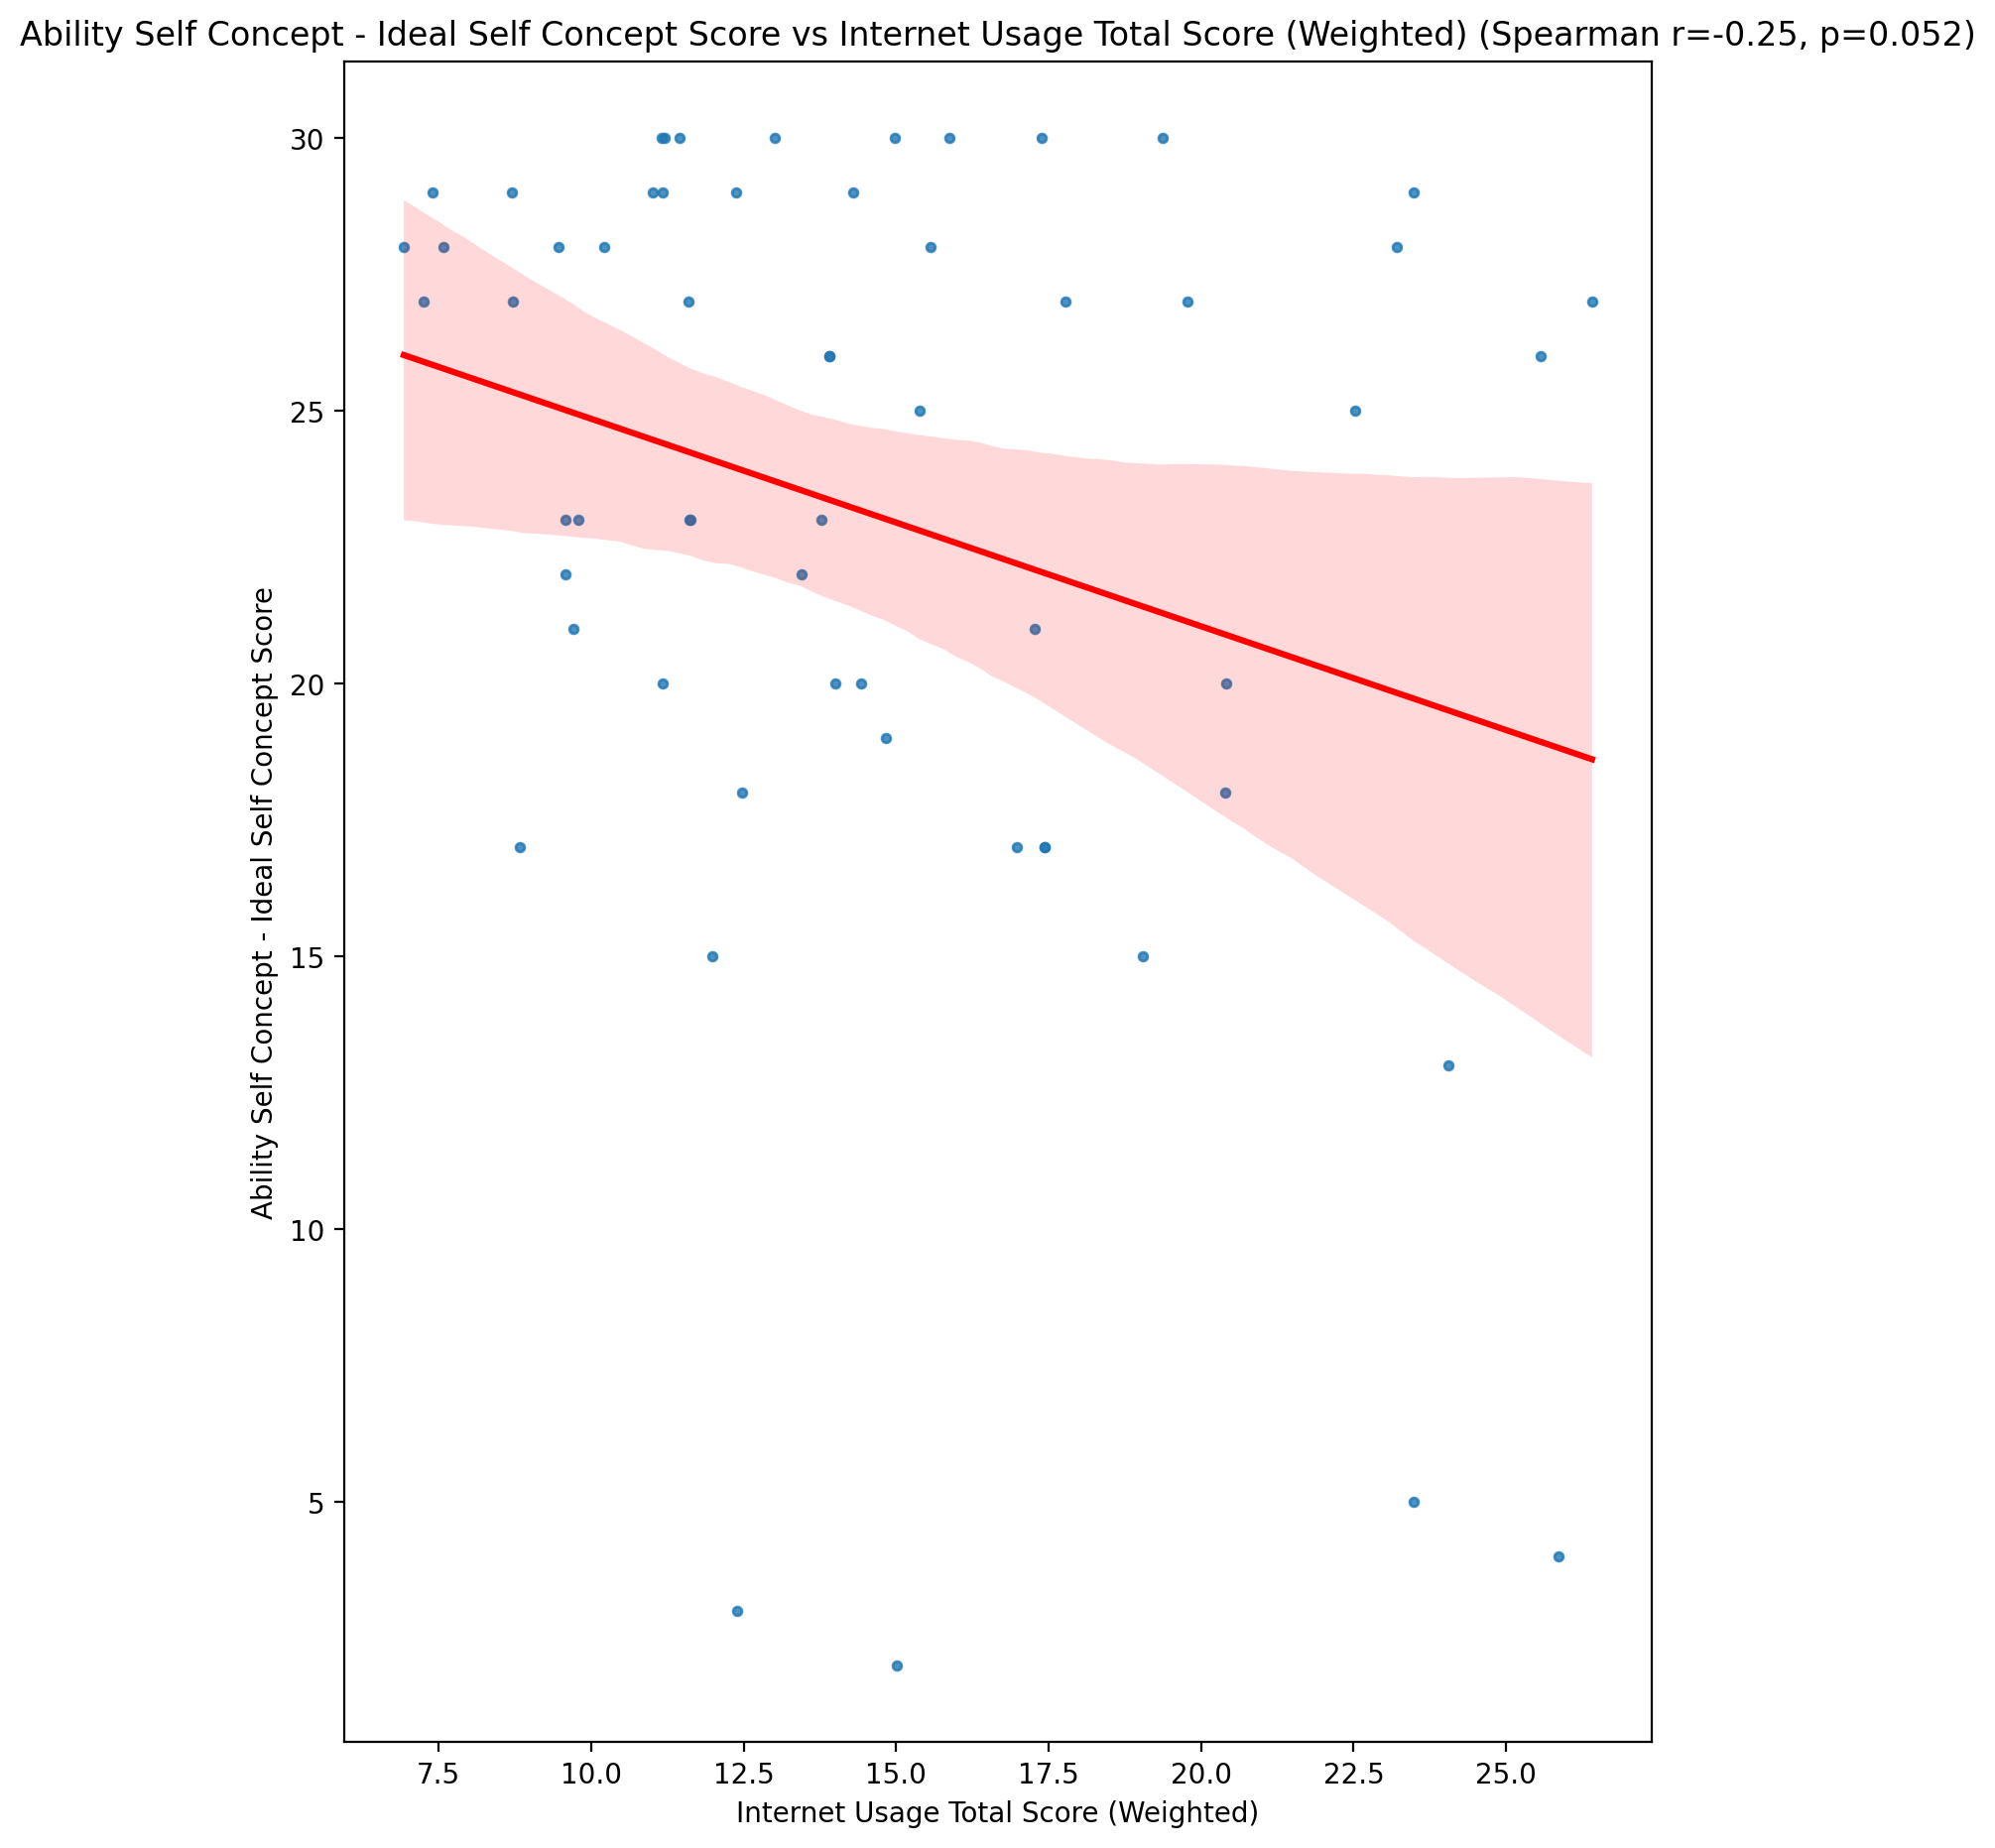 Ability Self Concept - Ideal Self Concept Score vs Internet Usage Total Score (Weighted) (Spearman r=-0.25, p=0.052)
Ability Self Concept - Ideal Self Concept Score
30
25
20
15
10
5
7.5 10.0 12.5 15.0 17.5 20.0 22.5 25.0
Internet Usage Total Score (Weighted)